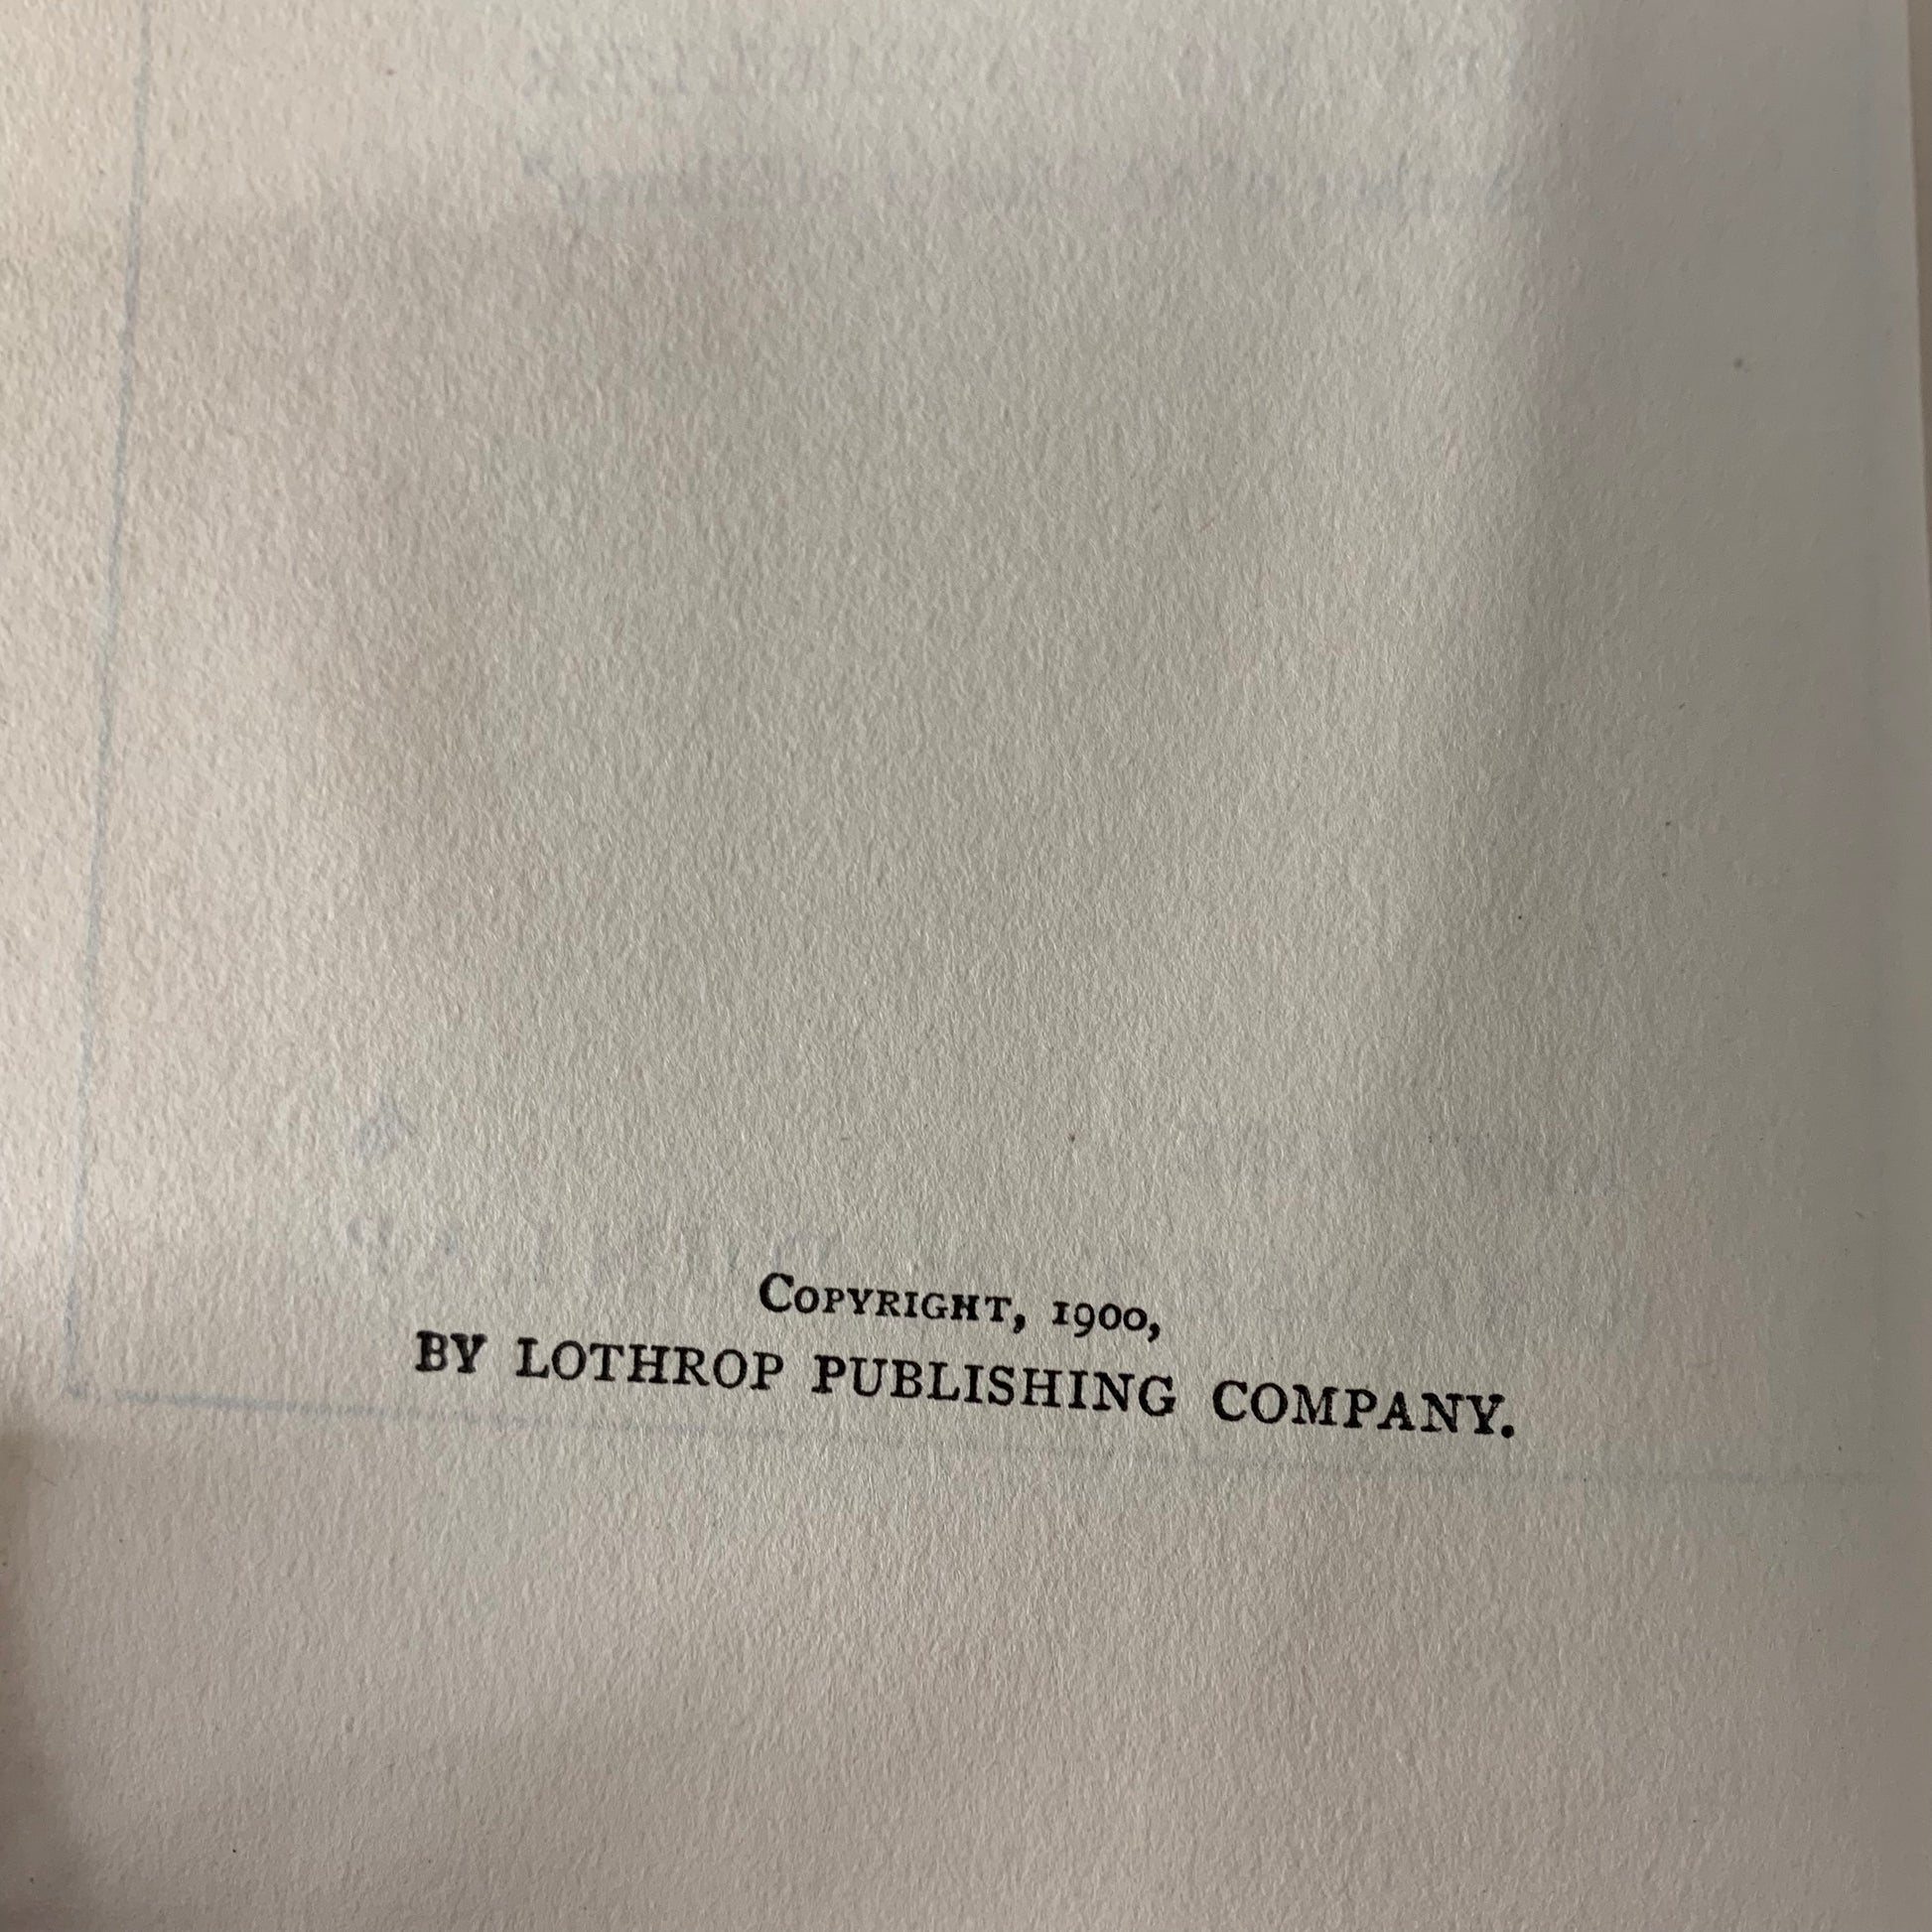 Copyright, 1900,
BY LOTHROP PUBLISHING COMPANY.